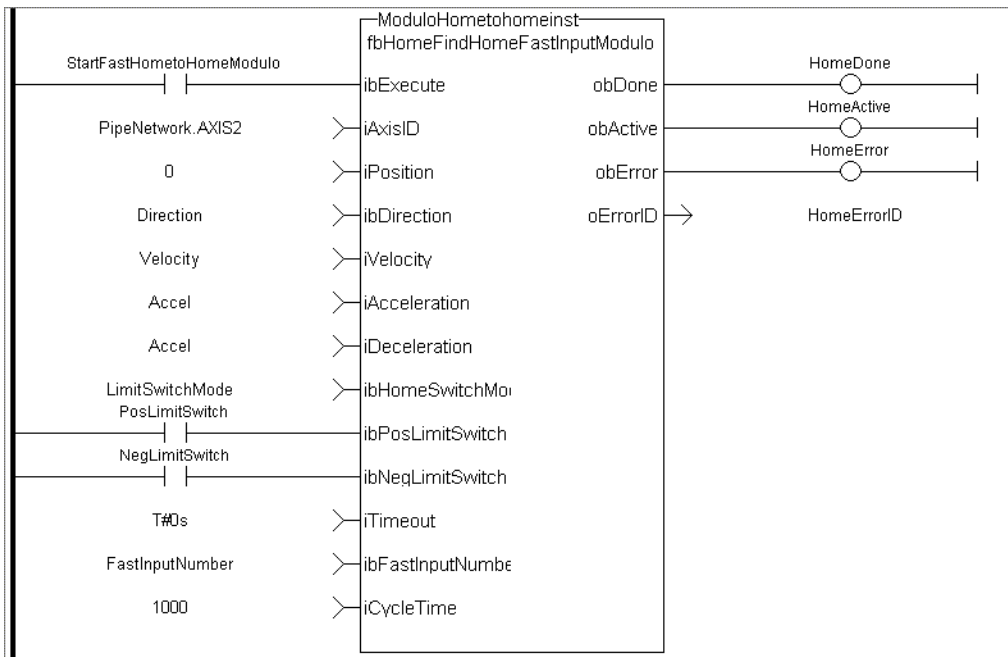 ModuloHometohomeinst
fbHomeFindHomeFastInputModulo
StartFastHometoHomeModulo
ibExecute
obDone
HomeDone
PipeNetwork.AXIS2
iAxisID
obActive
HomeActive
0
iPosition
obError
HomeError
Direction
ibDirection
oErrorID
HomeErrorID
Velocity
iVelocity
Accel
iAcceleration
Accel
iDeceleration
LimitSwitchMode
ibHomeSwitchMo
PosLimitSwitch
ibPosLimitSwitch
NegLimitSwitch
ibNegLimitSwitch
T#0s
iTimeout
FastInputNumber
ibFastInputNumbe
1000
iCycleTime